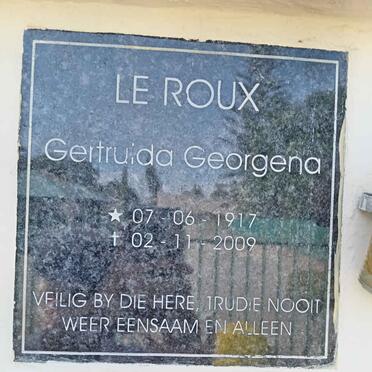 LE ROUX
Gertruida Georgena
★ 07 - 06 - 1917
✝ 02 - 11 - 2009
VEILIG BY DIE HERE, TRUDIE NOOIT
WEER EENSAAM EN ALLEEN